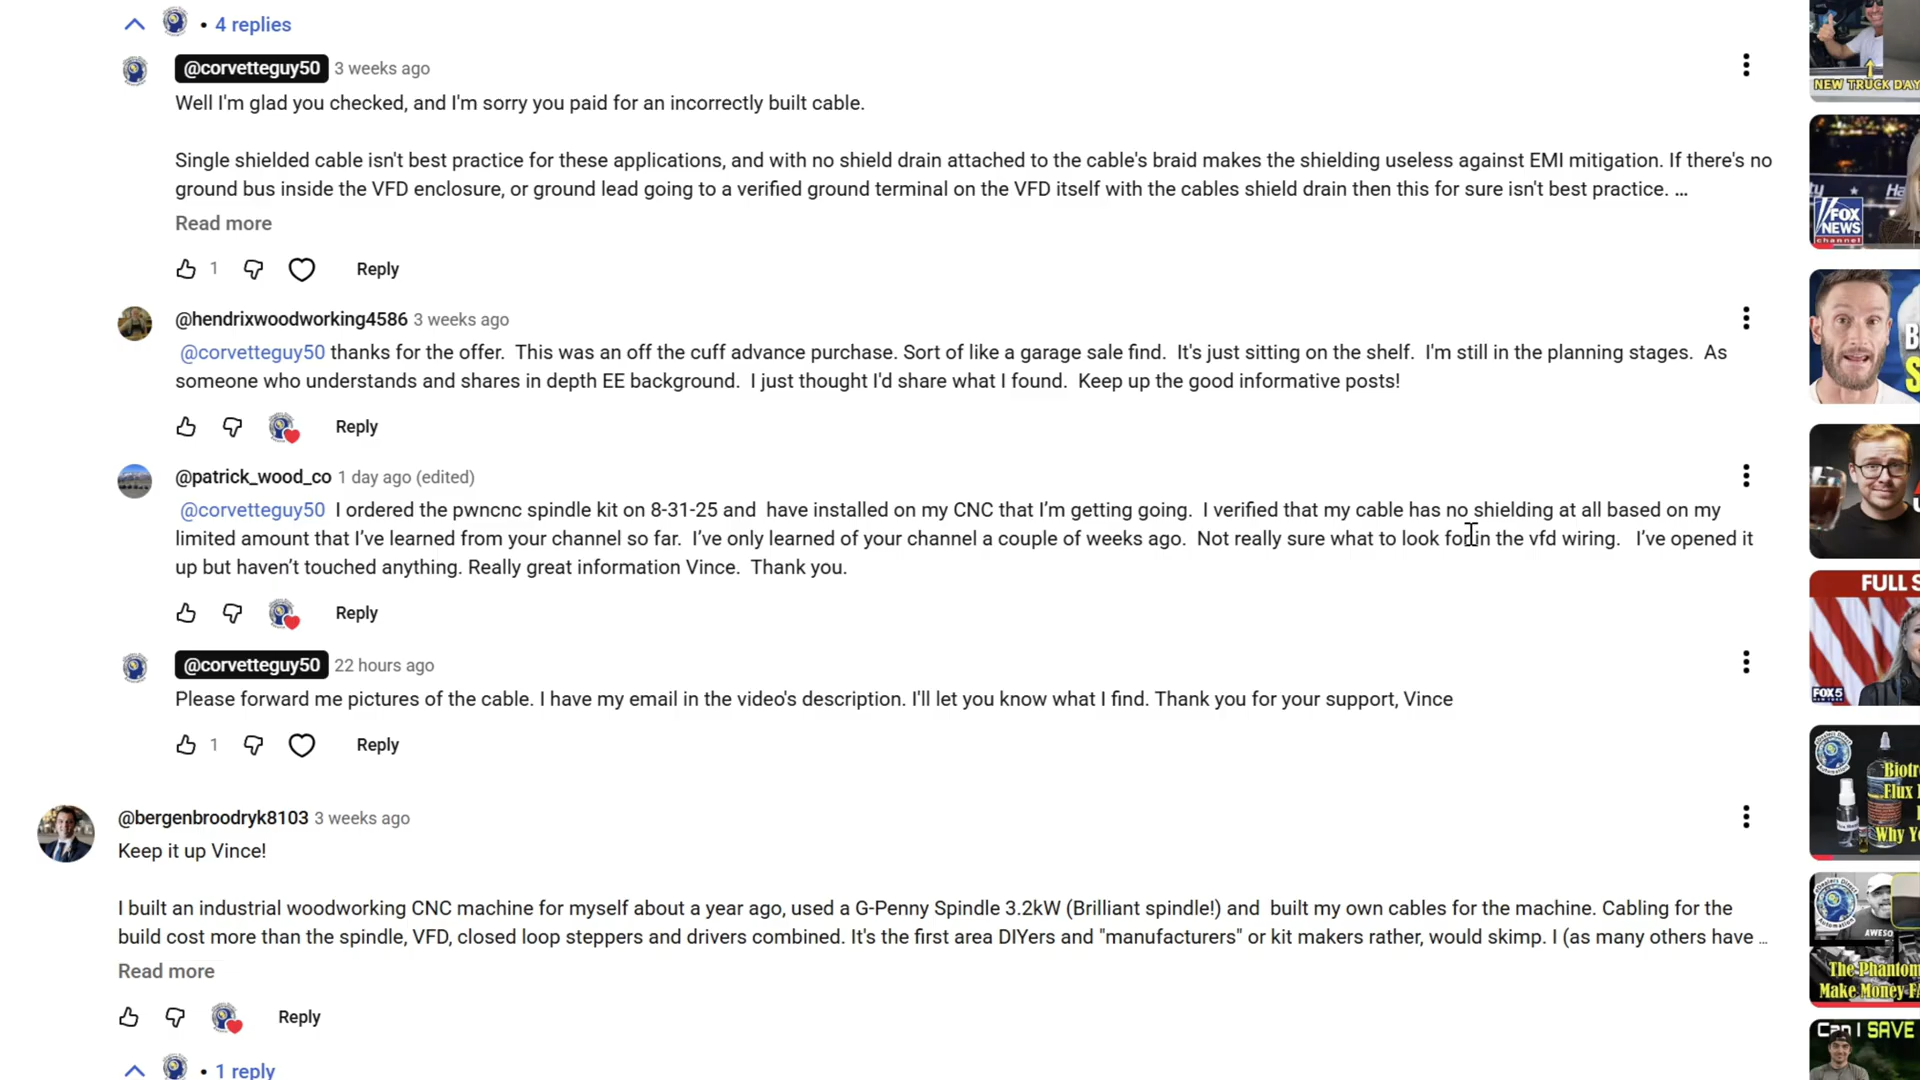 4 replies
@corvetteguy50 3 weeks ago
Well I'm glad you checked, and I'm sorry you paid for an incorrectly built cable.
Single shielded cable isn't best practice for these applications, and with no shield drain attached to the cable's braid makes the shielding useless against EMI mitigation. If there's no
ground bus inside the VFD enclosure, or ground lead going to a verified ground terminal on the VFD itself with the cables shield drain then this for sure isn't best practice. ...
Read more
1 Reply
@hendrixwoodworking4586 3 weeks ago
@corvetteguy50 thanks for the offer. This was an off the cuff advance purchase. Sort of like a garage sale find. It's just sitting on the shelf. I'm still in the planning stages. As
someone who understands and shares in depth EE background. I just thought I'd share what I found. Keep up the good informative posts!
Reply
@patrick_wood_co 1 day ago (edited)
@corvetteguy50 I ordered the pwncnc spindle kit on 8-31-25 and have installed on my CNC that I'm getting going. I verified that my cable has no shielding at all based on my
limited amount that I've learned from your channel so far. I've only learned of your channel a couple of weeks ago. Not really sure what to look for in the vfd wiring. I've opened it
up but haven't touched anything. Really great information Vince. Thank you.
Reply
@corvetteguy50 22 hours ago
Please forward me pictures of the cable. I have my email in the video's description. I'll let you know what I find. Thank you for your support, Vince
1 Reply
@bergenbroodryk8103 3 weeks ago
Keep it up Vince!
I built an industrial woodworking CNC machine for myself about a year ago, used a G-Penny Spindle 3.2kW (Brilliant spindle!) and built my own cables for the machine. Cabling for the
build cost more than the spindle, VFD, closed loop steppers and drivers combined. It's the first area DIYers and "manufacturers" or kit makers rather, would skimp. I (as many others have ...
Read more
Reply
1 reply
NEW TRUCK DAY
FOX
NEWS
channel
FULL
FOX5
Flux
Why
AWESO
The Phantom
Make Money
Can I SAVE